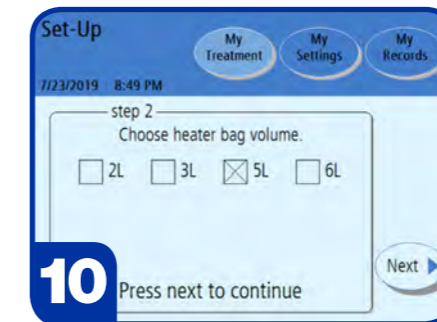 Set-Up
My Treatment
My Settings
My Records
7/23/2019 8:49 PM
step 2
Choose heater bag volume.
2L 3L 5L 6L
Next
10
Press next to continue